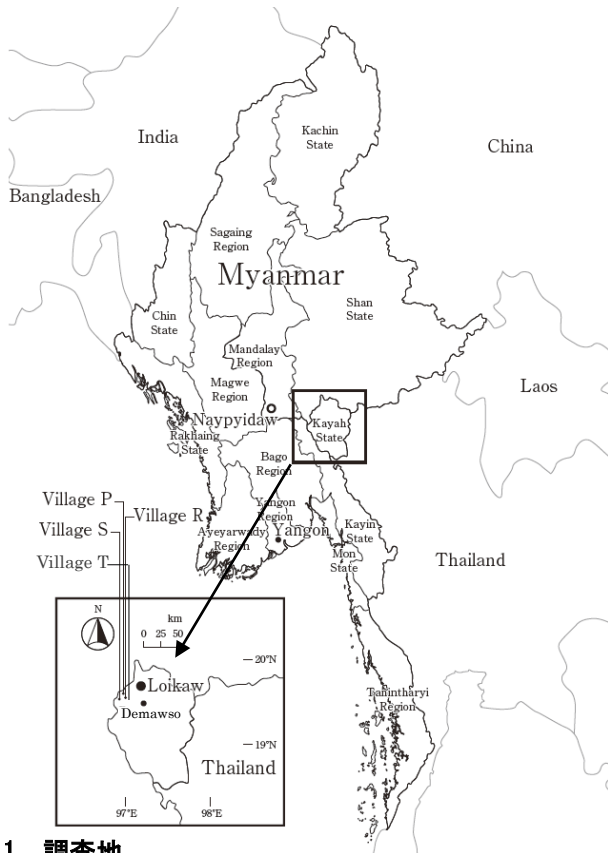 India
Kachin
State
China
Bangladesh
Sagaing
Region
Myanmar
Shan
State
Chin
State
Mandalay
Region
Magwe
Region
Laos
Naypyidaw
Rakhaing
State
Kayah
State
Bago
Region
Village P
Village R
Village S
Village T
Yangon
Region
Ayeyarwady
Region
Yangon
Kayin
State
Mon
State
Thailand
Tanintharyi
Region
N
km
0 25 50
20°N
Loikaw
Demawso
19°N
Thailand
97°E 98°E
1 調査地